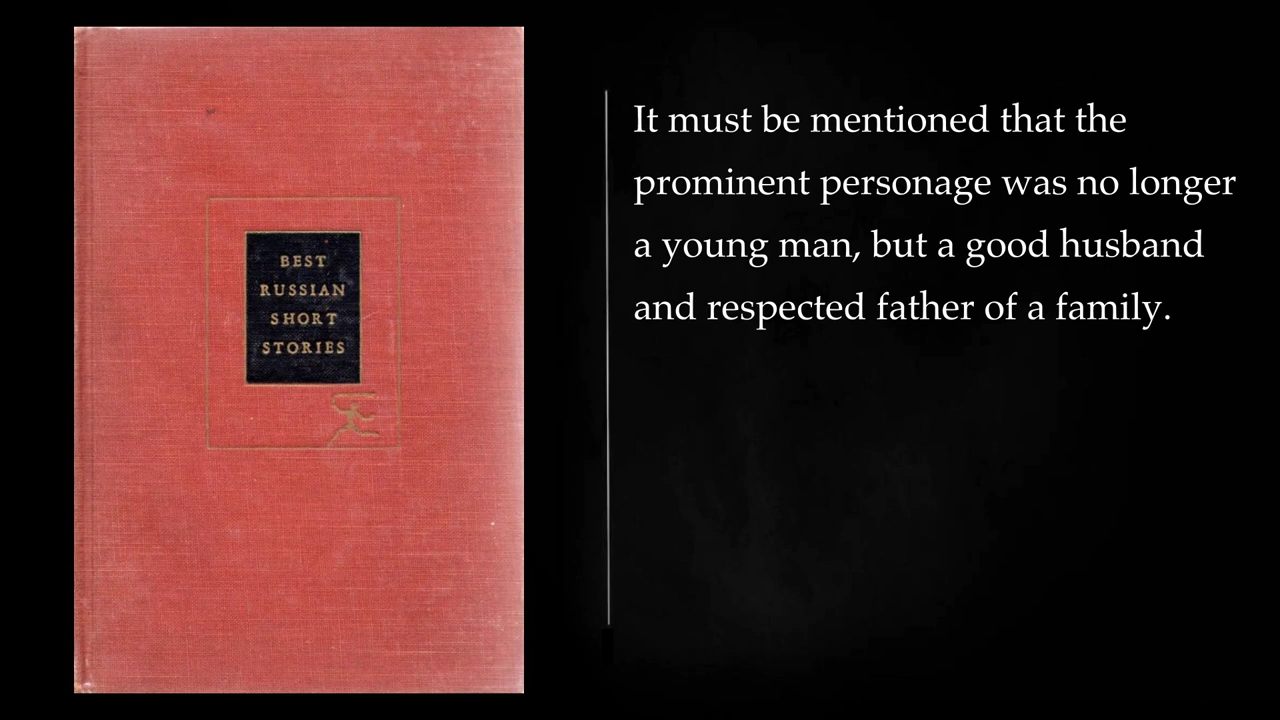 BEST
RUSSIAN
SHORT
STORIES
It must be mentioned that the
prominent personage was no longer
a young man, but a good husband
and respected father of a family.